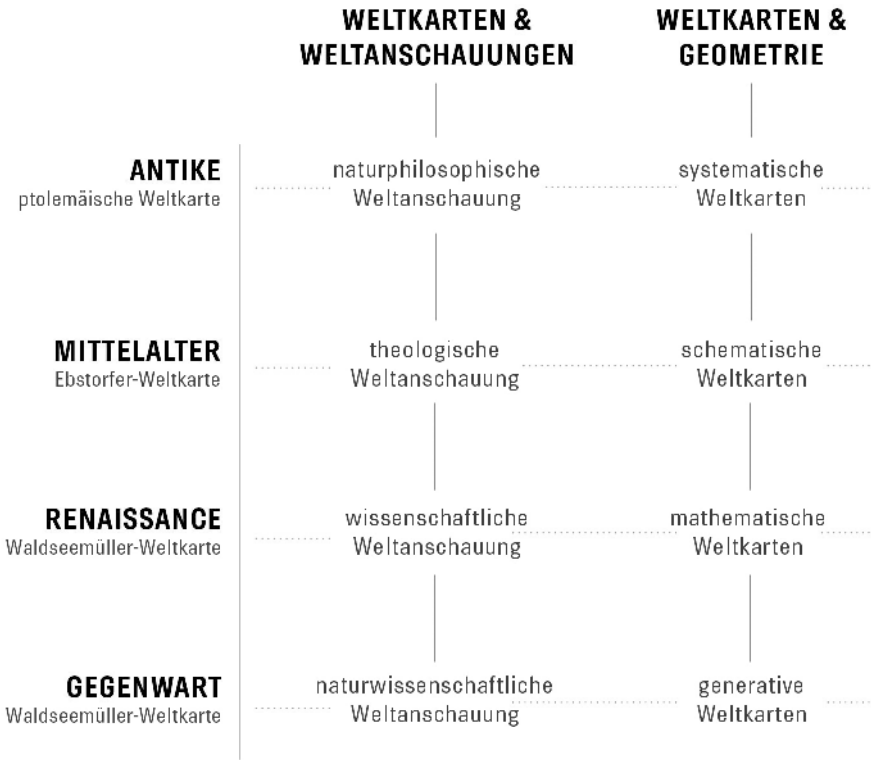 WELTKARTEN &
WELTANSCHAUUNGEN
WELTKARTEN &
GEOMETRIE
ANTIKE
ptolemäische Weltkarte
naturphilosophische
Weltanschauung
systematische
Weltkarten
MITTELALTER
Ebstorfer-Weltkarte
theologische
Weltanschauung
schematische
Weltkarten
RENAISSANCE
Waldseemüller-Weltkarte
wissenschaftliche
Weltanschauung
mathematische
Weltkarten
GEGENWART
Waldseemüller-Weltkarte
naturwissenschaftliche
Weltanschauung
generative
Weltkarten